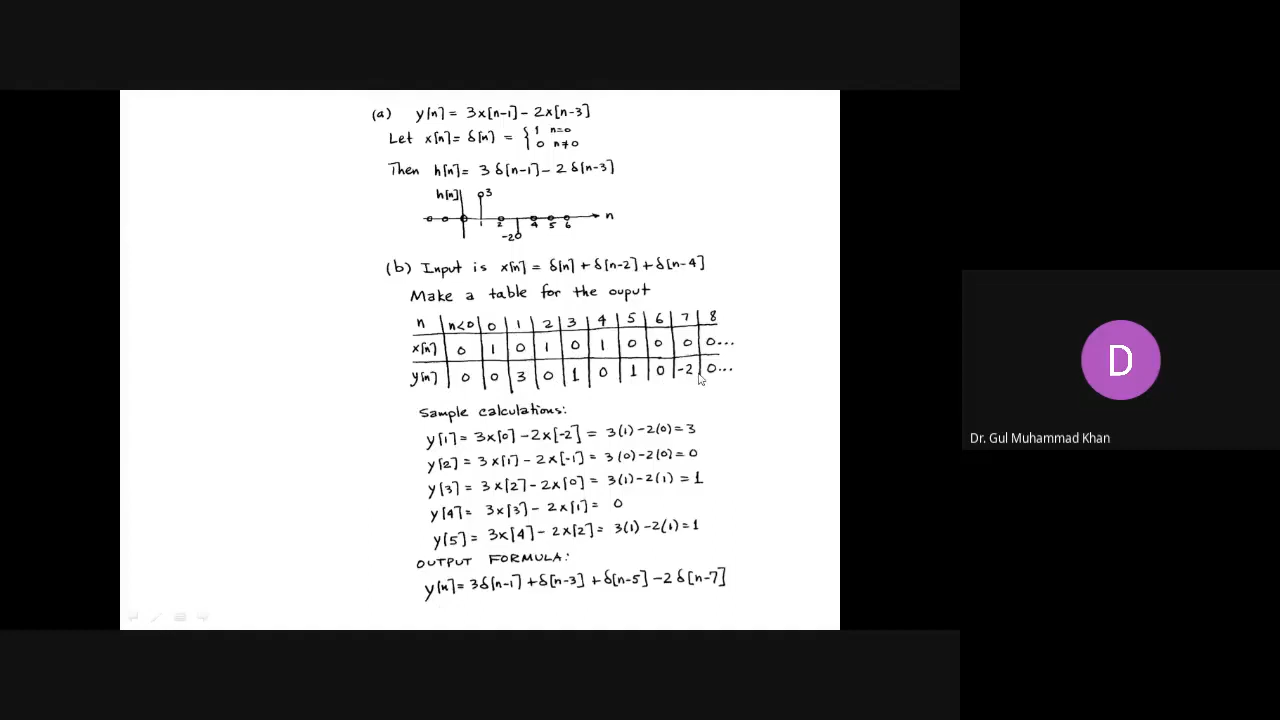 (a) y[n] = 3x[n-1] - 2x[n-3]
Let x[n] = δ[n] = { 1 n=0
0 n≠0
Then h[n] = 3 δ[n-1] - 2 δ[n-3]
h[n] 3
n
1 2 4 5 6
-2
(b) Input is x[n] = δ[n] + δ[n-2] + δ[n-4]
Make a table for the ouput
n | n<0 | 0 | 1 | 2 | 3 | 4 | 5 | 6 | 7 | 8
x[n] | 0 | 1 | 0 | 1 | 0 | 1 | 0 | 0 | 0 | 0...
y[n] | 0 | 0 | 3 | 0 | 1 | 0 | 1 | 0 | -2 | 0...
Sample calculations:
y[1] = 3x[0] - 2x[-2] = 3(1) - 2(0) = 3
y[2] = 3x[1] - 2x[-1] = 3(0) - 2(0) = 0
y[3] = 3x[2] - 2x[0] = 3(1) - 2(1) = 1
y[4] = 3x[3] - 2x[1] = 0
y[5] = 3x[4] - 2x[2] = 3(1) - 2(1) = 1
OUTPUT FORMULA:
y[n] = 3δ[n-1] + δ[n-3] + δ[n-5] - 2 δ[n-7]
D
Dr. Gul Muhammad Khan